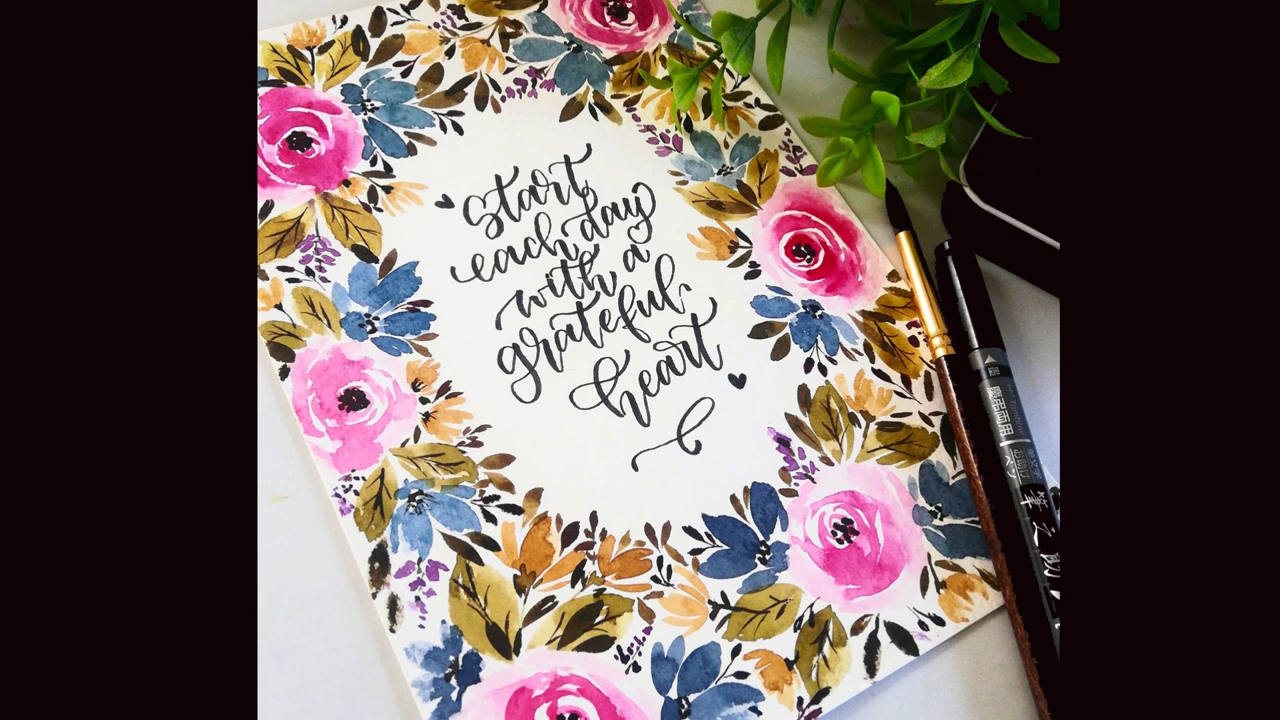 Start
each day
with a
grateful
heart